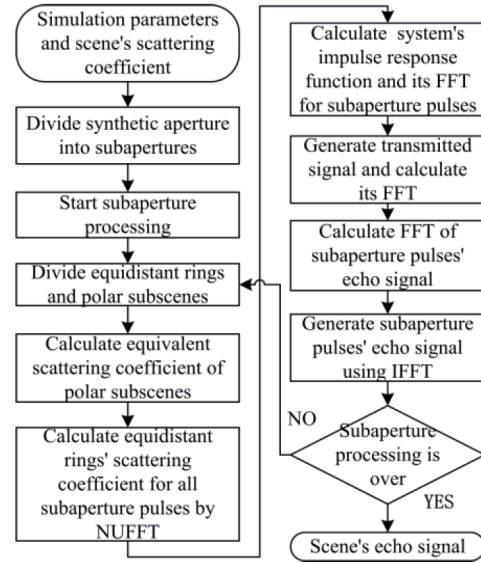 Simulation parameters
and scene's scattering
coefficient
Divide synthetic aperture
into subapertures
Start subaperture
processing
Divide equidistant rings
and polar subscenes
Calculate equivalent
scattering coefficient of
polar subscenes
Calculate equidistant
rings' scattering
coefficient for all
subaperture pulses by
NUFFT
Calculate system's
impulse response
function and its FFT
for subaperture pulses
Generate transmitted
signal and calculate
its FFT
Calculate FFT of
subaperture pulses'
echo signal
Generate subaperture
pulses' echo signal
using IFFT
NO
Subaperture
processing is
over
YES
Scene's echo signal